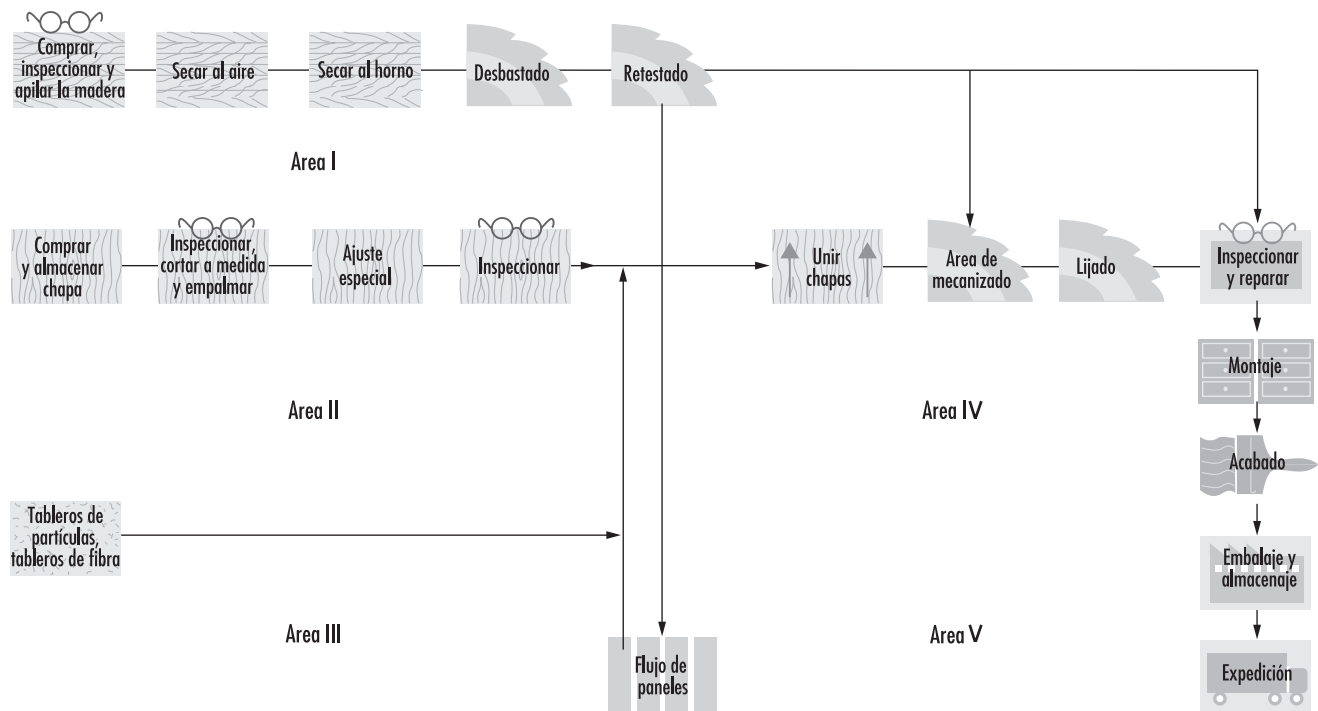 Comprar,
inspeccionar y
apilar la madera
Secar al aire
Secar al horno
Desbastado
Retestado
Area I
Comprar
y almacenar
chapa
Inspeccionar,
cortar a medida
y empalmar
Ajuste
especial
Inspeccionar
Unir
chapas
Area de
mecanizado
Lijado
Inspeccionar
y reparar
Montaje
Area II
Area IV
Acabado
Tableros de
partículas,
tableros de fibra
Embalaje y
almacenaje
Area III
Area V
Flujo de
paneles
Expedición